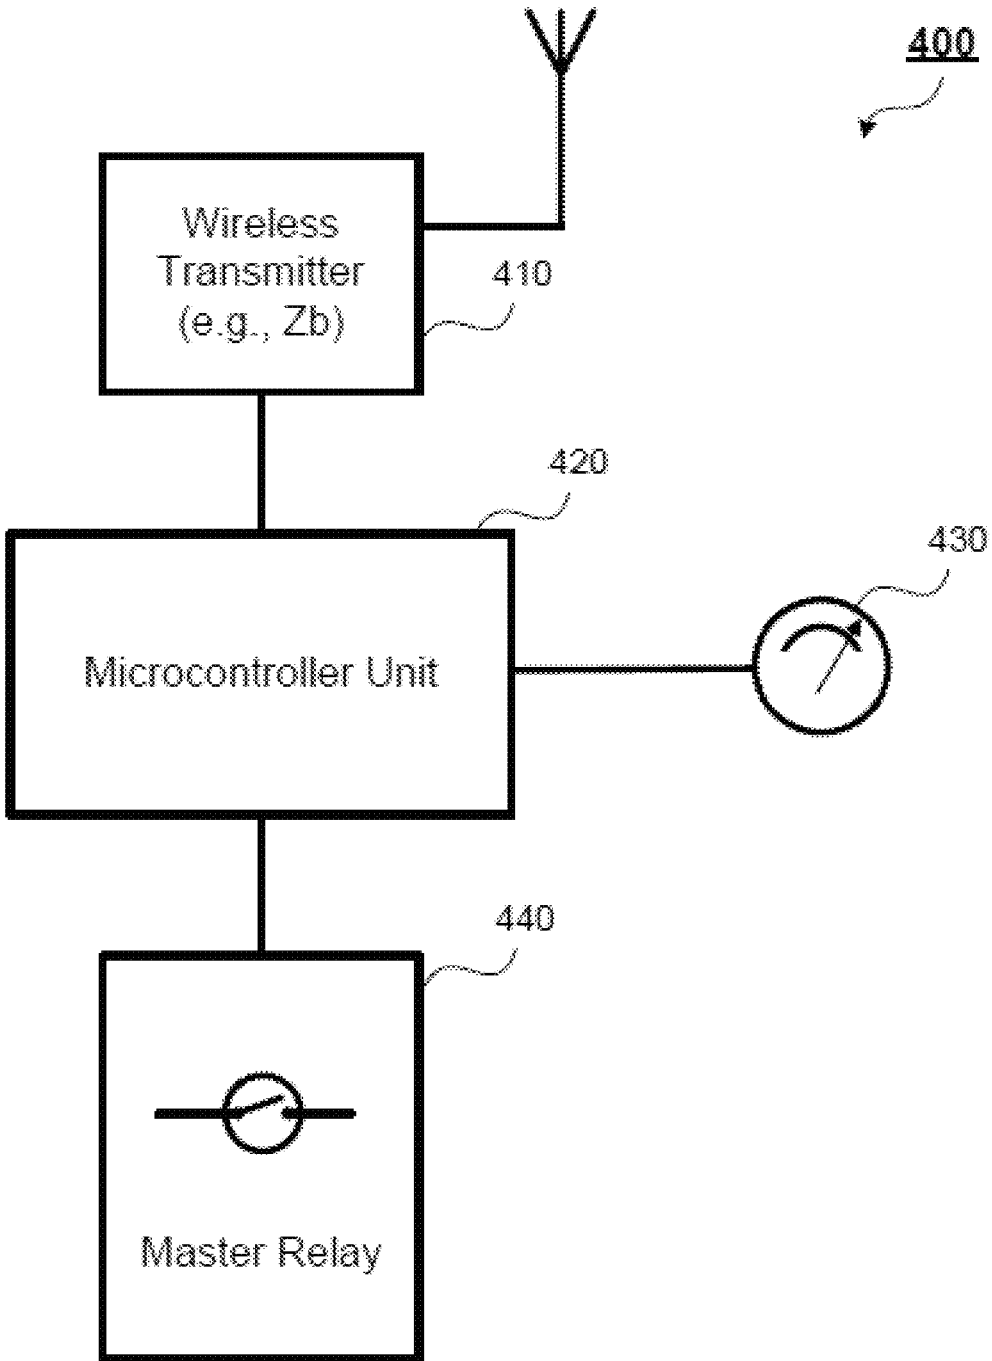 400
Wireless
Transmitter
(e.g., Zb)
410
420
430
Microcontroller Unit
440
Master Relay